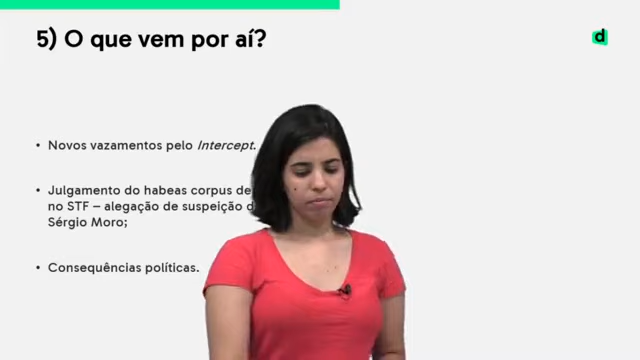 5) O que vem por aí?
d
• Novos vazamentos pelo Intercept.
• Julgamento do habeas corpus de
no STF – alegação de suspeição d
Sérgio Moro;
• Consequências políticas.